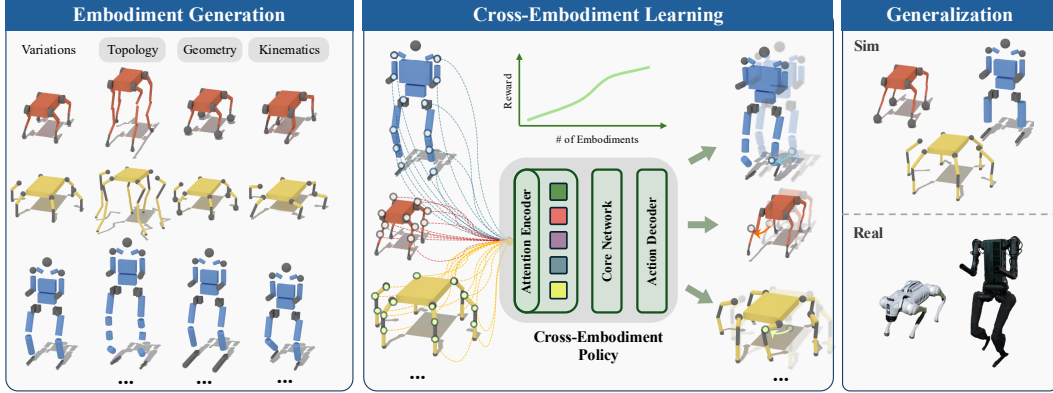 Embodiment Generation
Variations Topology Geometry Kinematics
...
Cross-Embodiment Learning
Reward
# of Embodiments
Attention Encoder
Core Network
Action Decoder
Cross-Embodiment
Policy
...
...
Generalization
Sim
Real